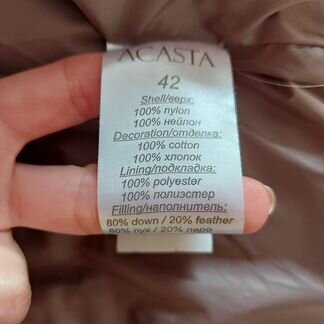 ACASTA
42
Shell/верх:
100% nylon
100% нейлон
Decoration/отделка:
100% cotton
100% хлопок
Lining/подкладка:
100% polyester
100% полиэстер
Filling/наполнитель:
80% down / 20% feather
80% пух / 20% перо